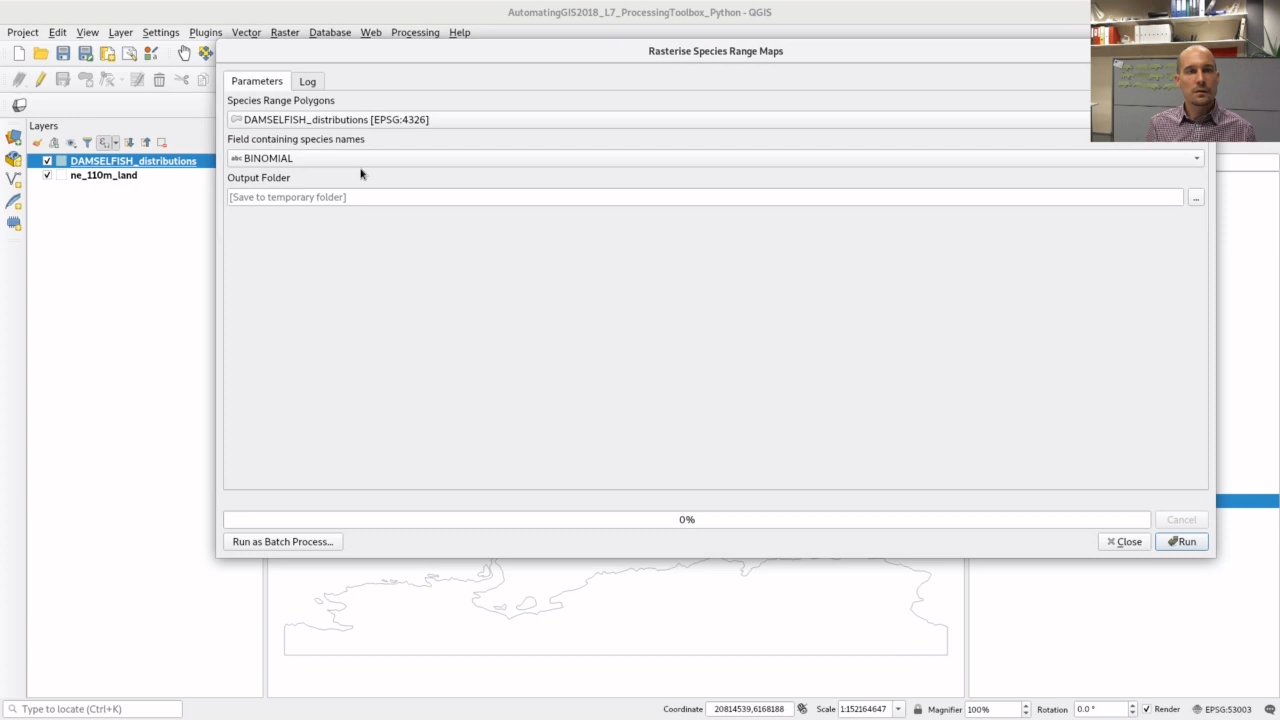 AutomatingGIS2018_L7_ProcessingToolbox_Python - QGIS
Project Edit View Layer Settings Plugins Vector Raster Database Web Processing Help
Rasterise Species Range Maps
Parameters Log
Species Range Polygons
DAMSELFISH_distributions [EPSG:4326]
Field containing species names
abc BINOMIAL
Output Folder
[Save to temporary folder] ...
Layers
DAMSELFISH_distributions
ne_110m_land
0% Cancel
Run as Batch Process... Close Run
Type to locate (Ctrl+K) Coordinate 20814539,6168188 Scale 1:152164647 Magnifier 100% Rotation 0.0 ° Render EPSG:53003